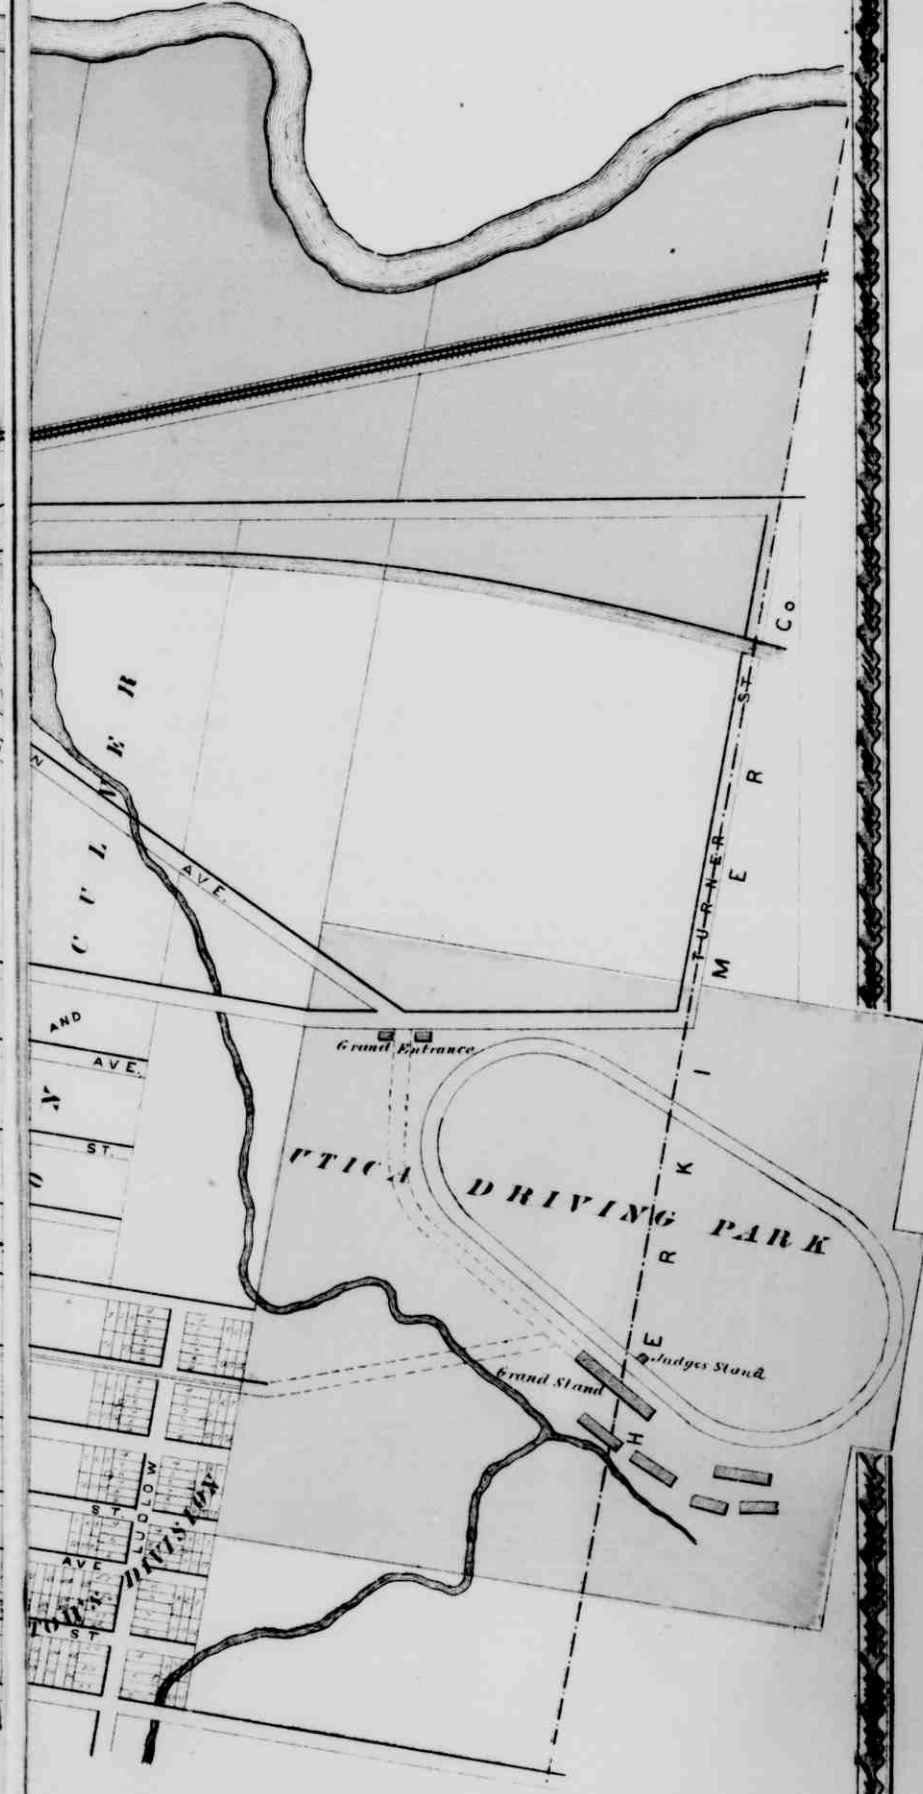 CULVER
N AVE.
Co
TURNER ST
HERKIMER
AND
AVE.
Grand Entrance
ST.
UTICA DRIVING PARK
Judges Stand
Grand Stand
LUDLOW
ST
DIVISION
AVE
ST